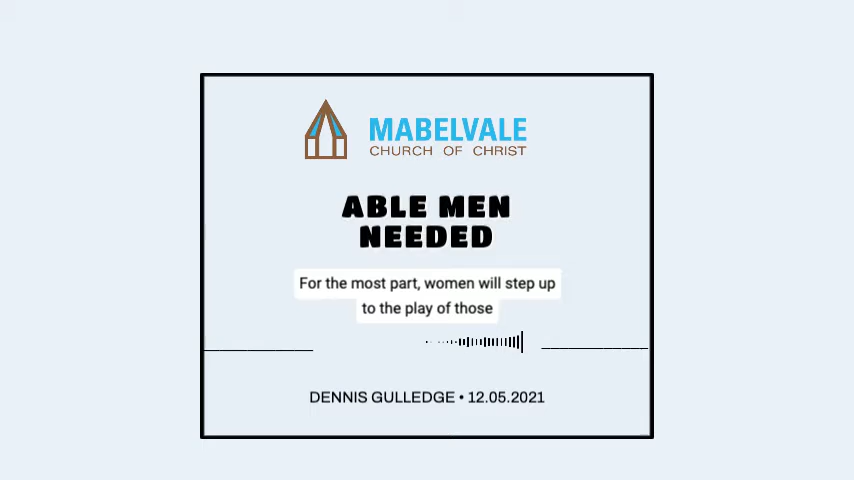 MABELVALE
CHURCH OF CHRIST
ABLE MEN
NEEDED
For the most part, women will step up
to the play of those
DENNIS GULLEDGE • 12.05.2021